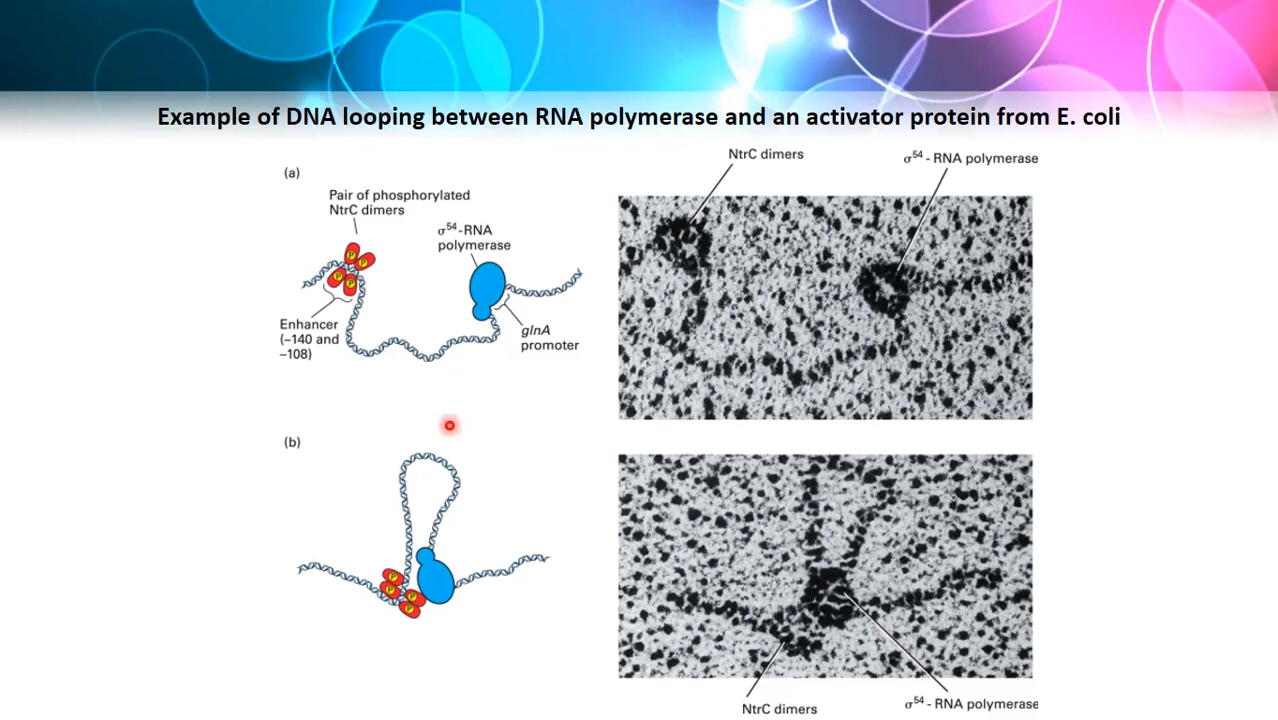 Example of DNA looping between RNA polymerase and an activator protein from E. coli
(a)
Pair of phosphorylated
NtrC dimers
σ⁵⁴-RNA
polymerase
P
P
P
P
Enhancer
(–140 and
–108)
glnA
promoter
NtrC dimers
σ⁵⁴ - RNA polymerase
(b)
P
P
P
P
NtrC dimers
σ⁵⁴ - RNA polymerase